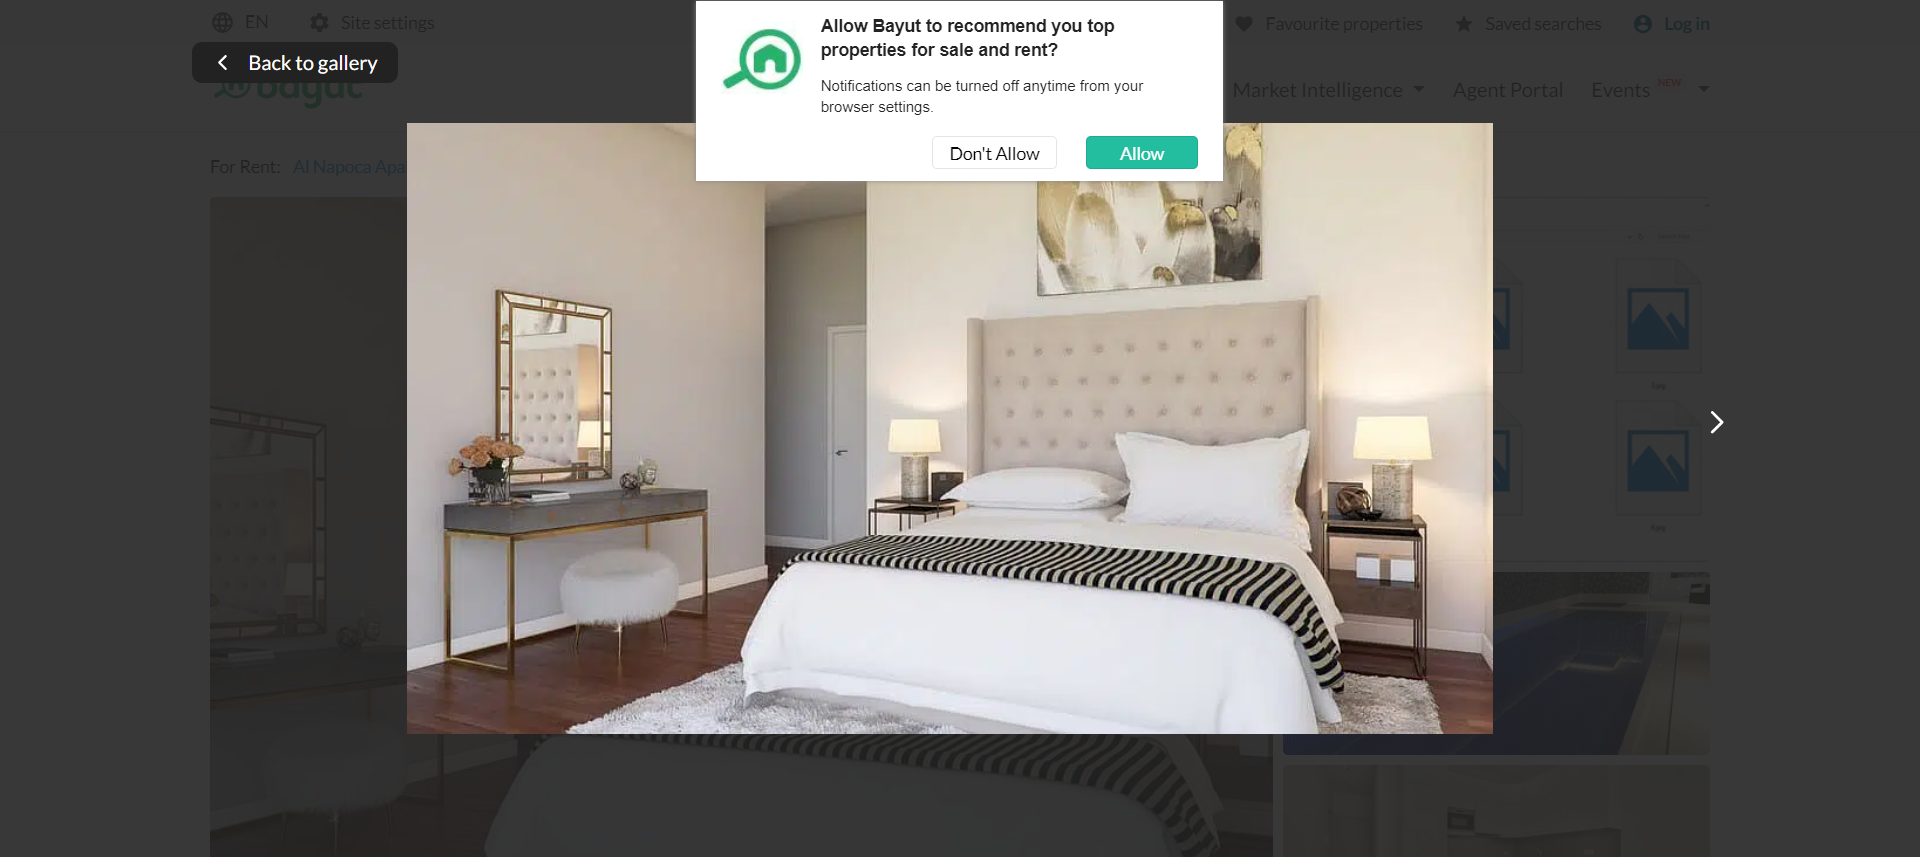 EN
Site settings
Favourite properties
Saved searches
Log in
Back to gallery
bayut
Allow Bayut to recommend you top
properties for sale and rent?
Notifications can be turned off anytime from your
browser settings.
Don't Allow
Allow
Market Intelligence
Agent Portal
Events
NEW
For Rent:
Al Napoca Apa